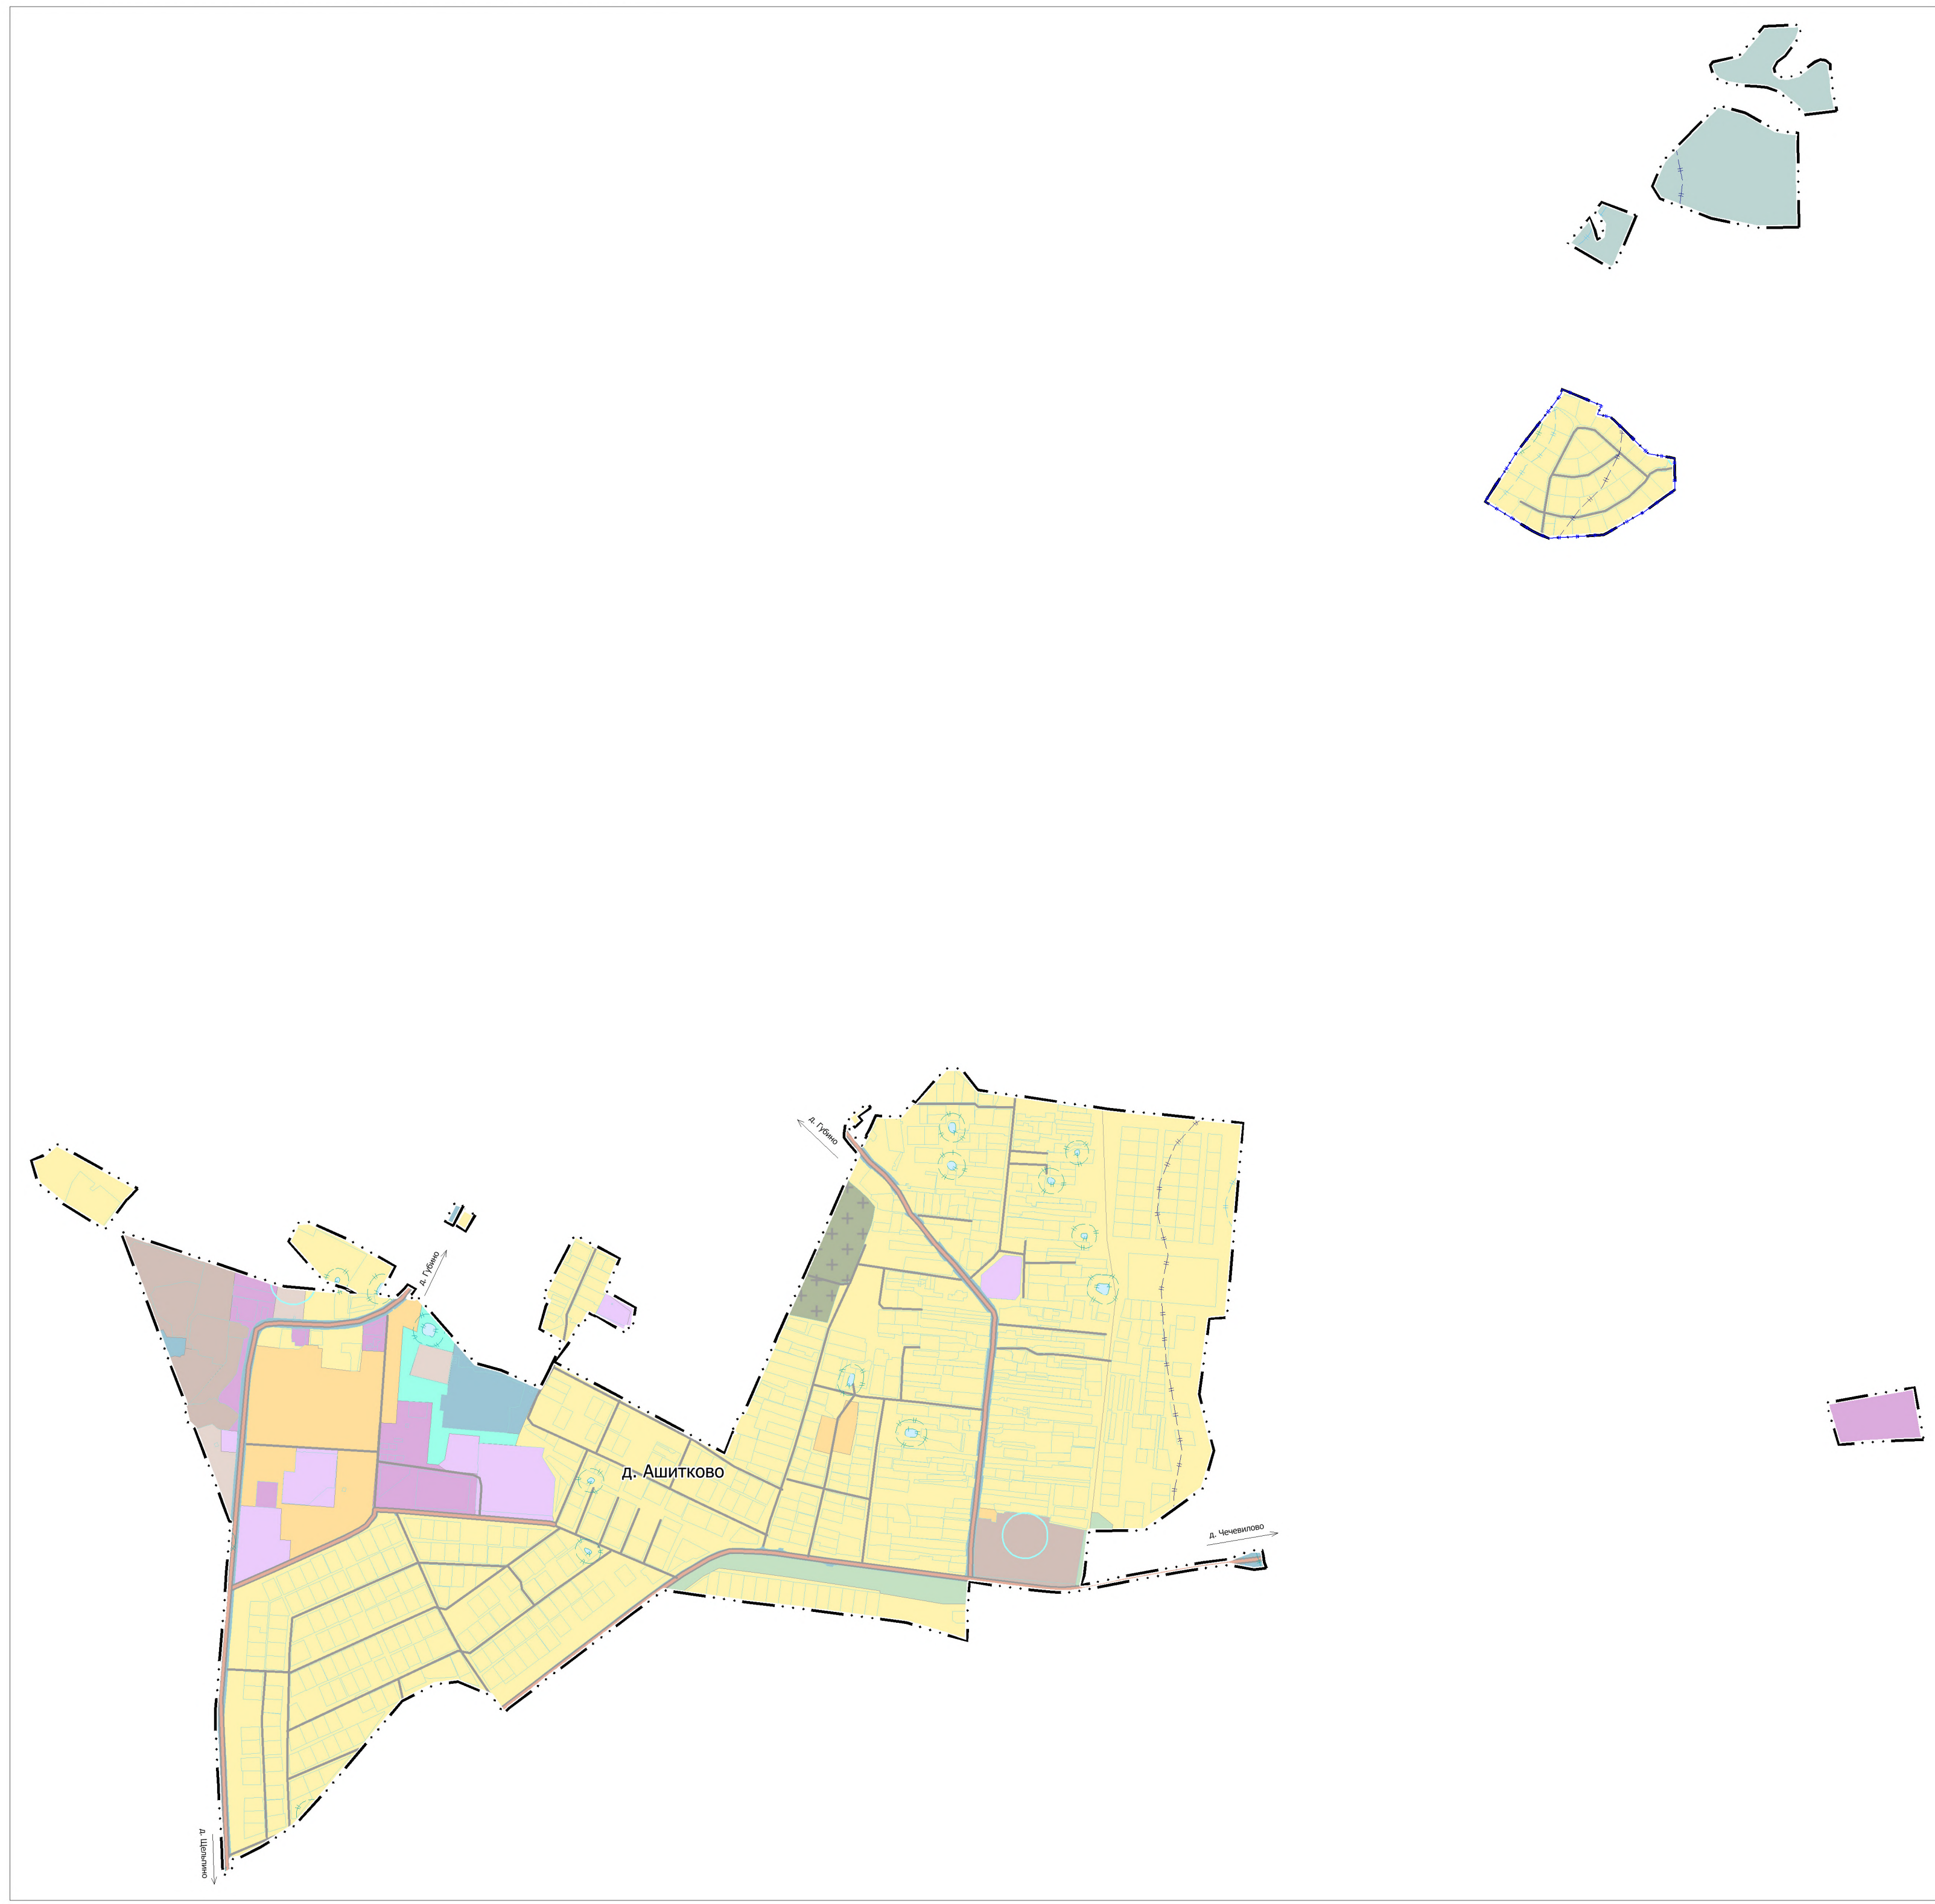 д. Губино
д. Губино
д. Ашитково
д. Чечевилово
д. Щельпино